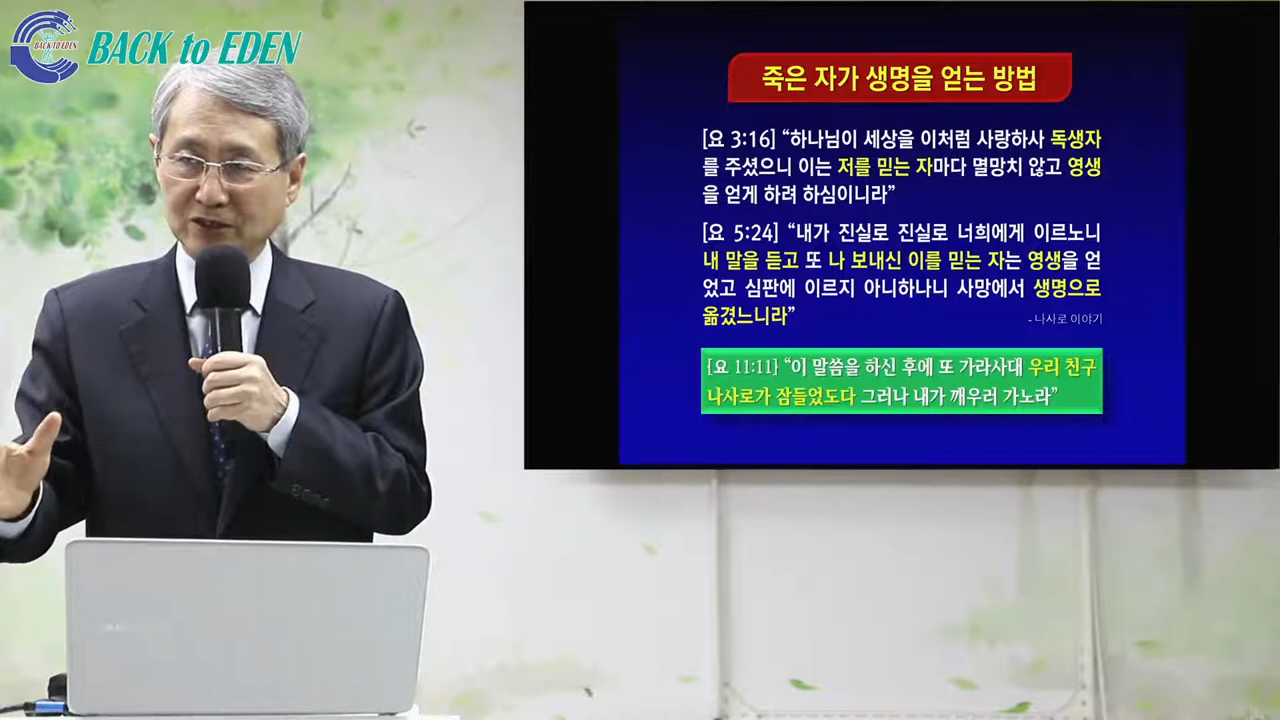 BACK TO EDEN
BACK to EDEN
죽은 자가 생명을 얻는 방법
[요 3:16] “하나님이 세상을 이처럼 사랑하사 독생자
를 주셨으니 이는 저를 믿는 자마다 멸망치 않고 영생
을 얻게 하려 하심이니라”
[요 5:24] “내가 진실로 진실로 너희에게 이르노니
내 말을 듣고 또 나 보내신 이를 믿는 자는 영생을 얻
었고 심판에 이르지 아니하나니 사망에서 생명으로
옮겼느니라”
- 나사로 이야기
{요 11:11} “이 말씀을 하신 후에 또 가라사대 우리 친구
나사로가 잠들었도다 그러나 내가 깨우러 가노라”